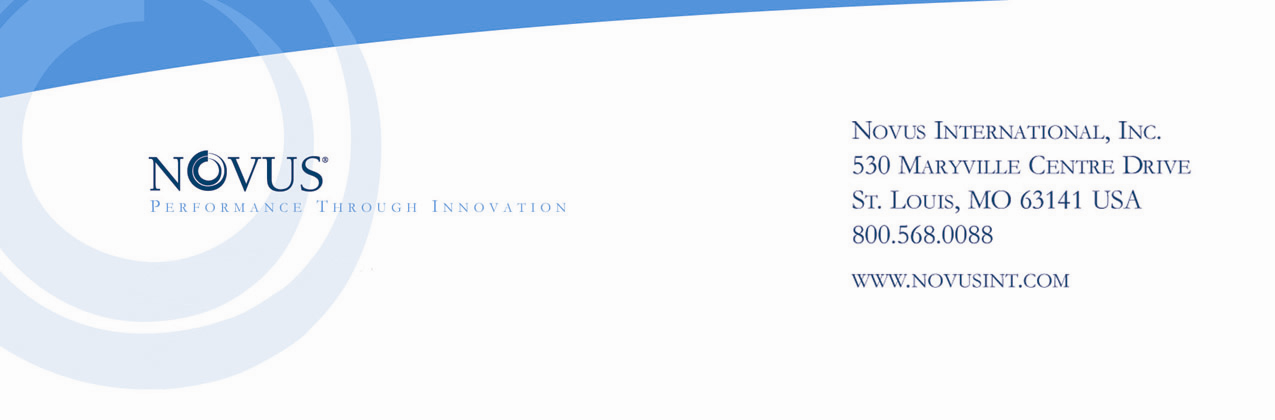 NOVUS®
PERFORMANCE THROUGH INNOVATION
NOVUS INTERNATIONAL, INC.
530 MARYVILLE CENTRE DRIVE
ST. LOUIS, MO 63141 USA
800.568.0088
WWW.NOVUSINT.COM